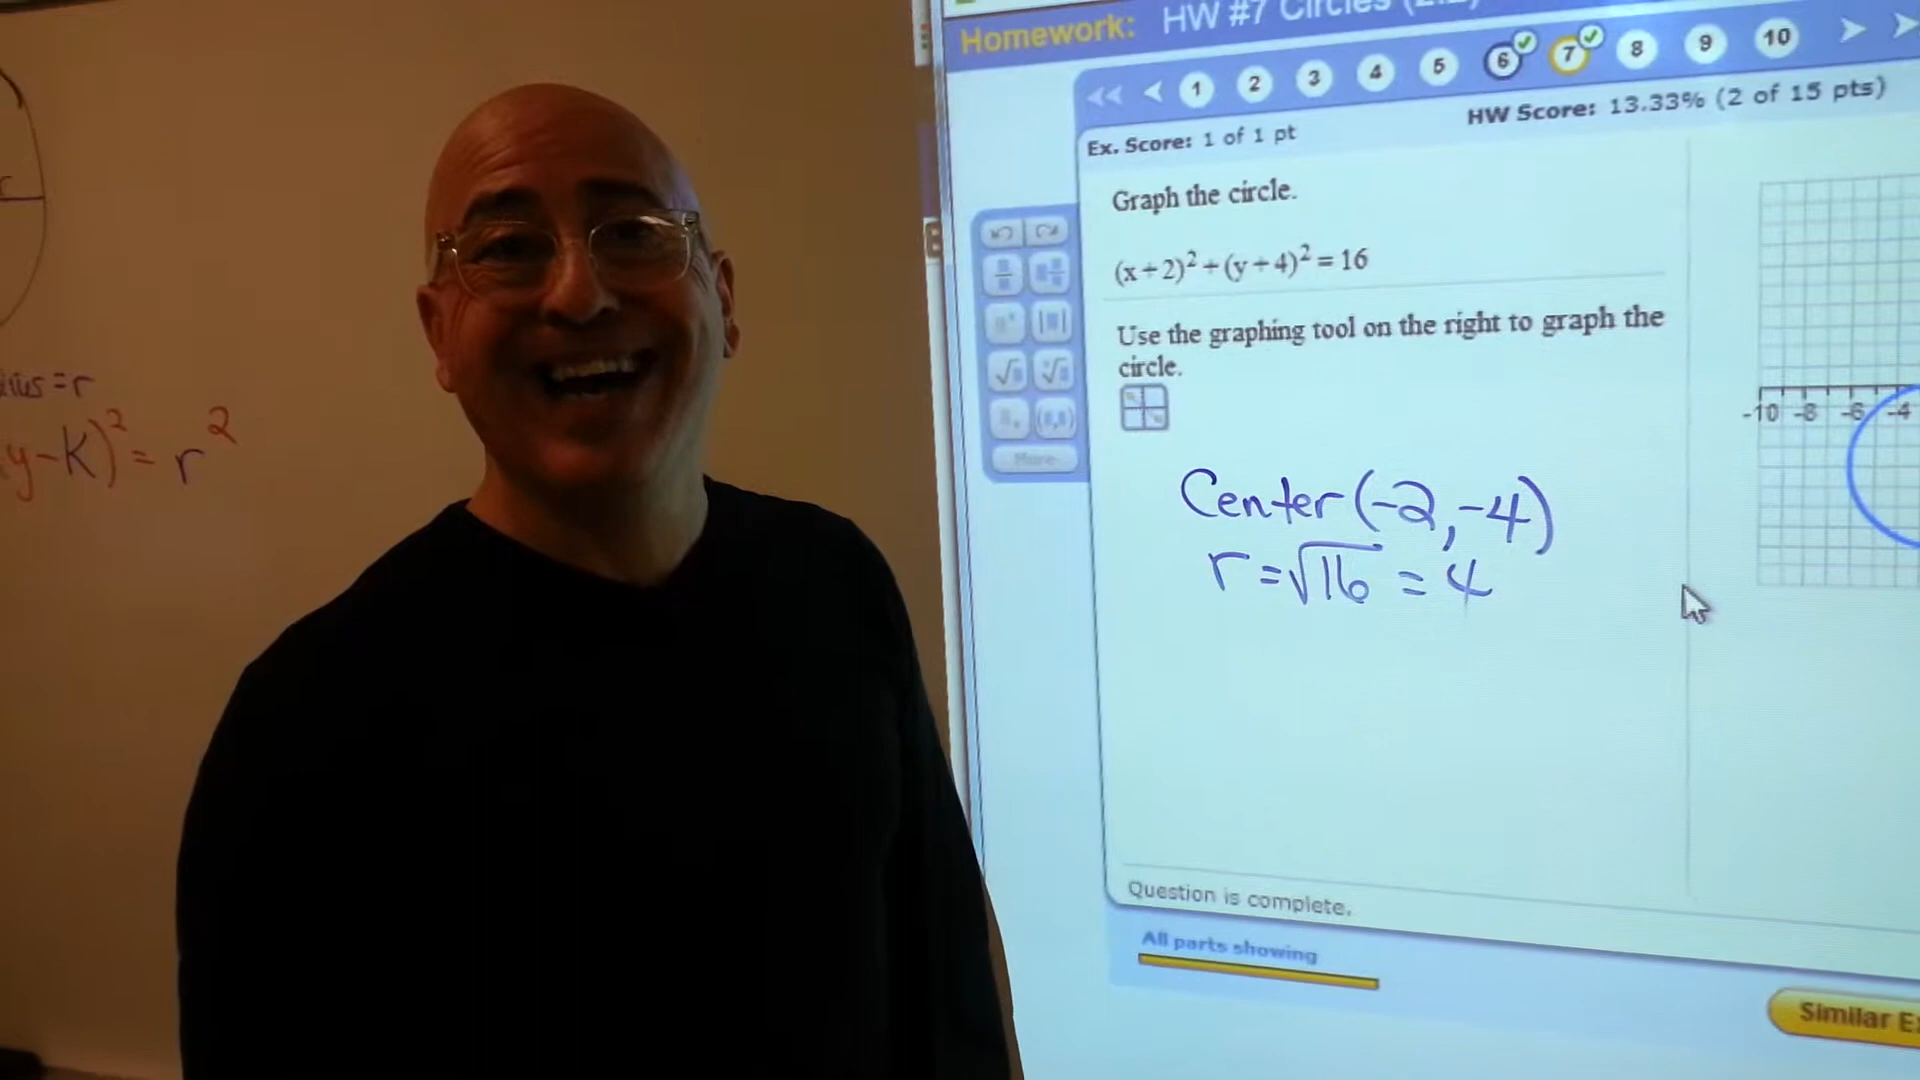 Homework: HW #7 Circles
1 2 3 4 5 6 7 8 9 10
HW Score: 13.33% (2 of 15 pts)
Ex. Score: 1 of 1 pt
Graph the circle.
(x+2)² + (y+4)² = 16
Use the graphing tool on the right to graph the
circle.
More
-10 -8 -6 -4
Center (-2, -4)
r = √16 = 4
Question is complete.
All parts showing
Similar
r
= r
y-K)² = r²